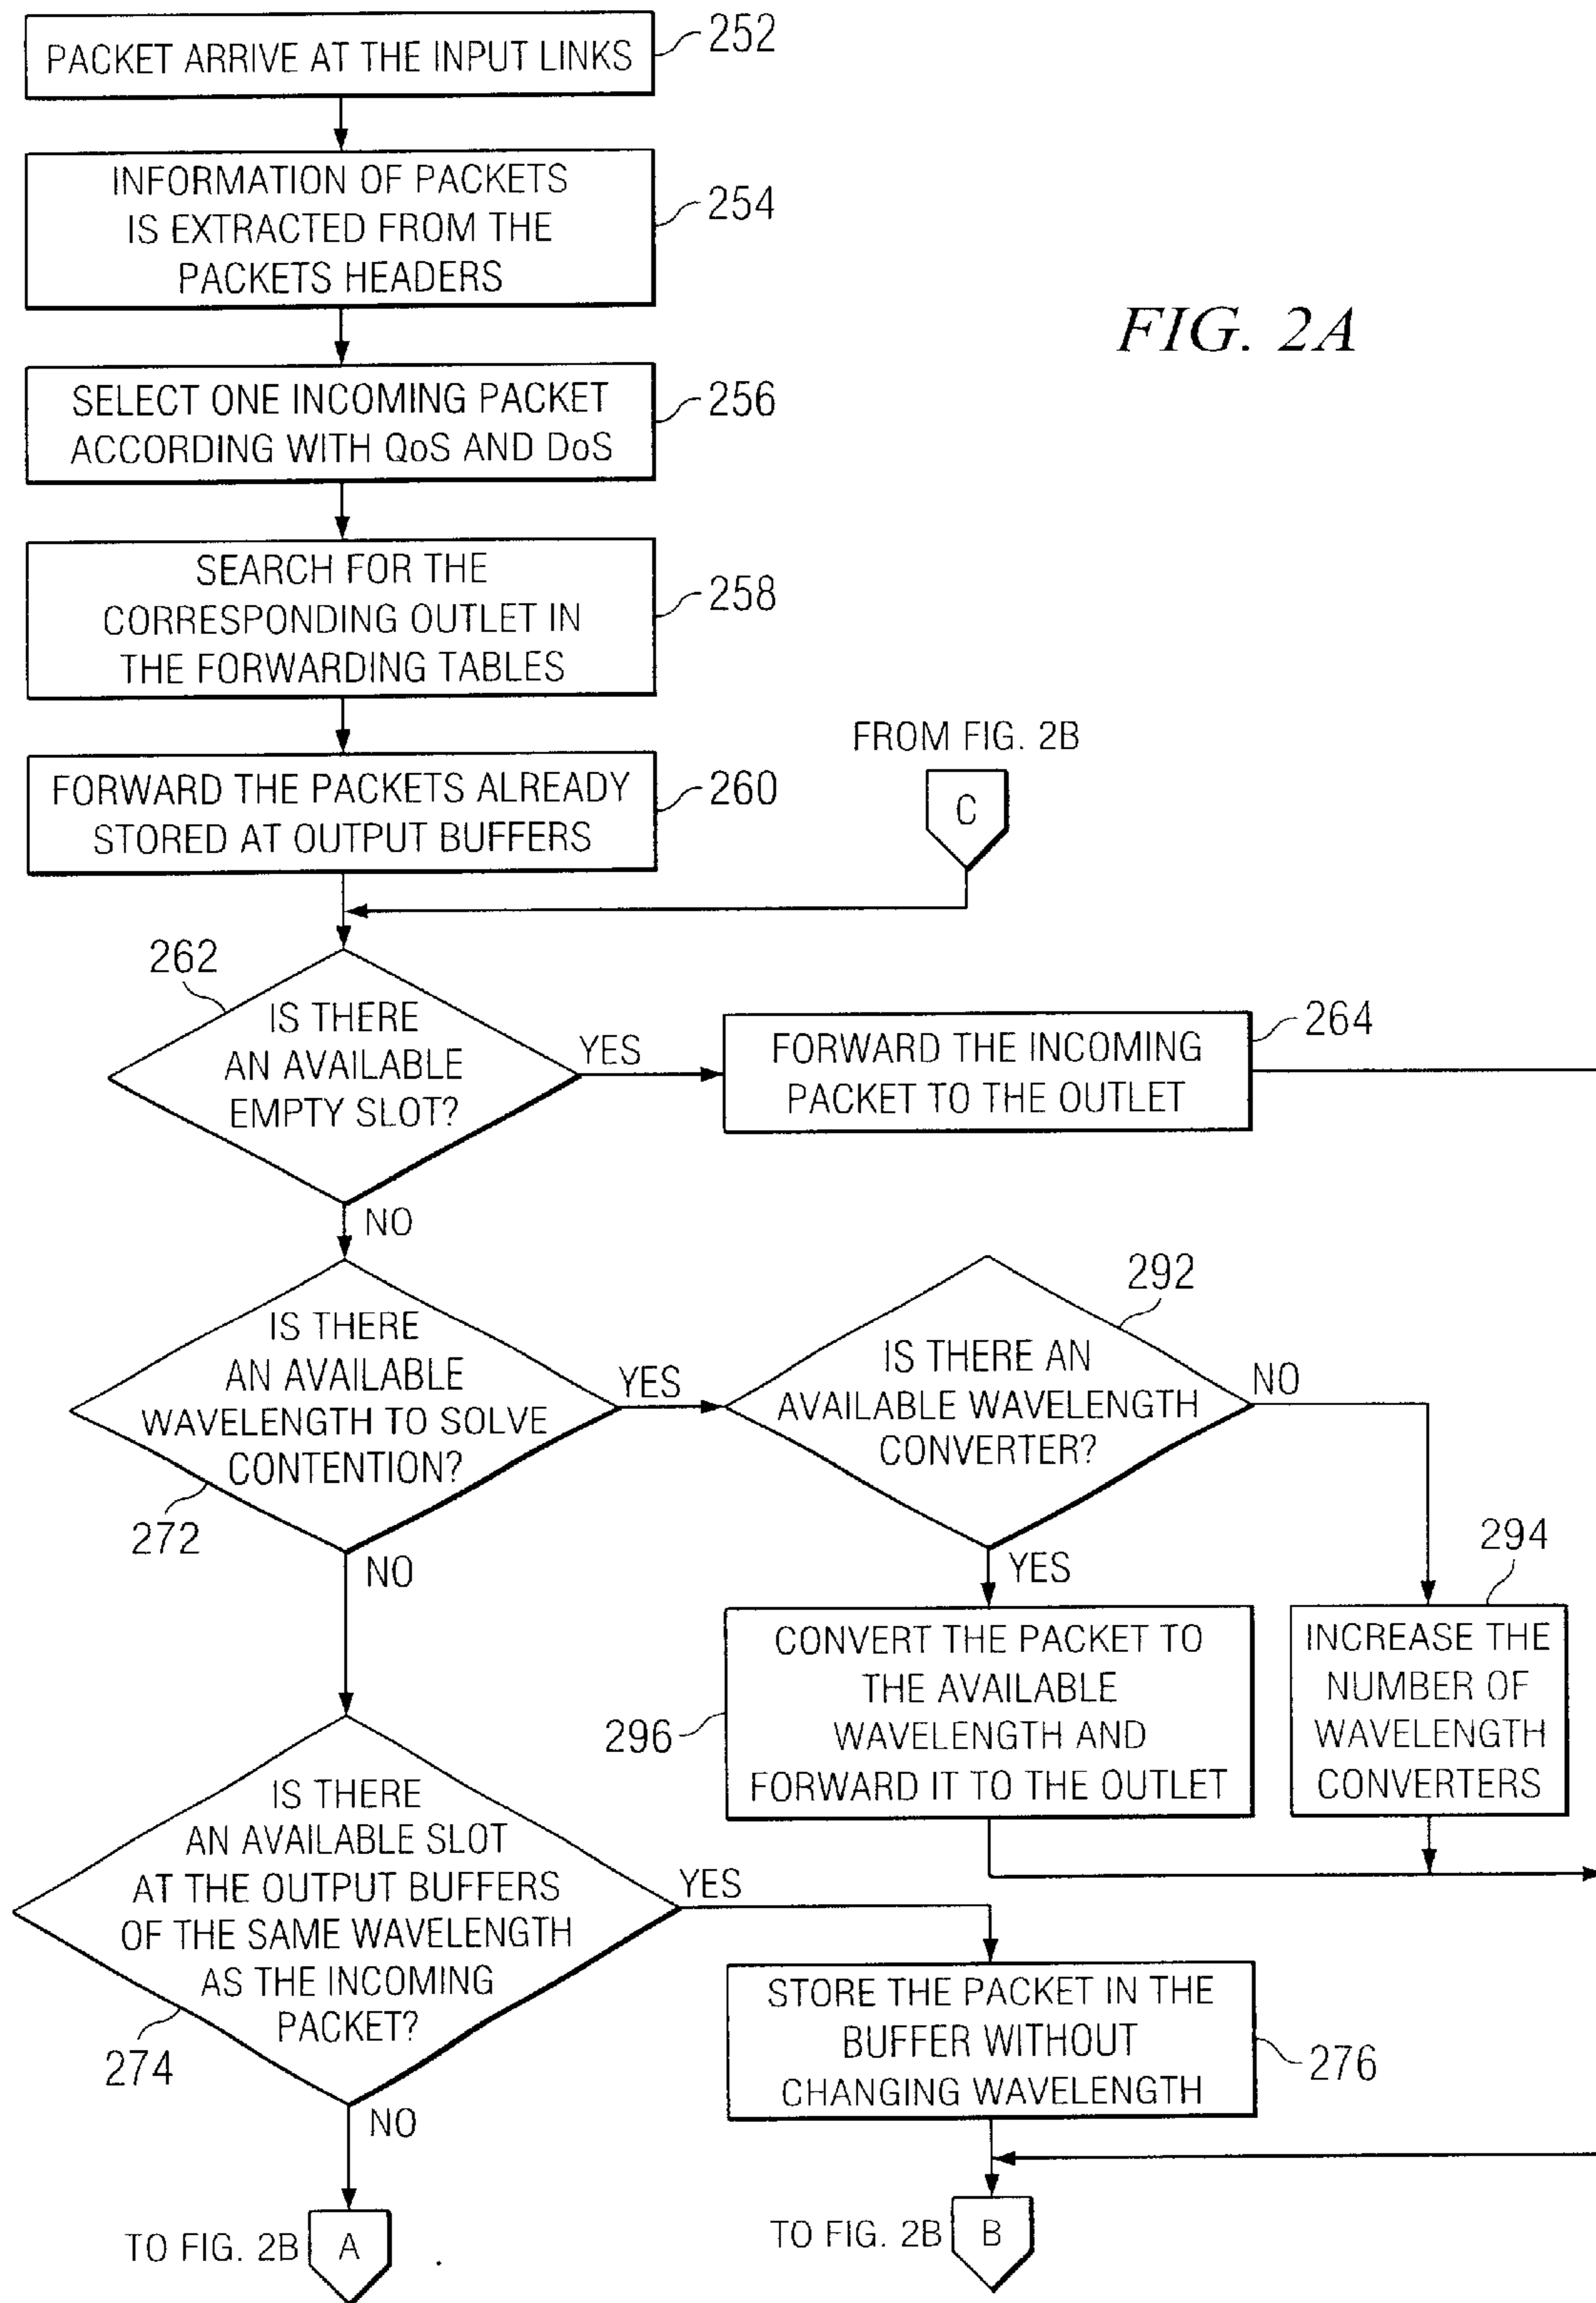 PACKET ARRIVE AT THE INPUT LINKS
252
INFORMATION OF PACKETS
IS EXTRACTED FROM THE
PACKETS HEADERS
254
FIG. 2A
SELECT ONE INCOMING PACKET
ACCORDING WITH QoS AND DoS
256
SEARCH FOR THE
CORRESPONDING OUTLET IN
THE FORWARDING TABLES
258
FORWARD THE PACKETS ALREADY
STORED AT OUTPUT BUFFERS
260
FROM FIG. 2B
C
262
IS THERE
AN AVAILABLE
EMPTY SLOT?
YES
FORWARD THE INCOMING
PACKET TO THE OUTLET
264
NO
IS THERE
AN AVAILABLE
WAVELENGTH TO SOLVE
CONTENTION?
272
YES
292
IS THERE AN
AVAILABLE WAVELENGTH
CONVERTER?
NO
NO
YES
294
CONVERT THE PACKET TO
THE AVAILABLE
WAVELENGTH AND
FORWARD IT TO THE OUTLET
296
INCREASE THE
NUMBER OF
WAVELENGTH
CONVERTERS
IS THERE
AN AVAILABLE SLOT
AT THE OUTPUT BUFFERS
OF THE SAME WAVELENGTH
AS THE INCOMING
PACKET?
274
YES
STORE THE PACKET IN THE
BUFFER WITHOUT
CHANGING WAVELENGTH
276
NO
TO FIG. 2B
A
TO FIG. 2B
B